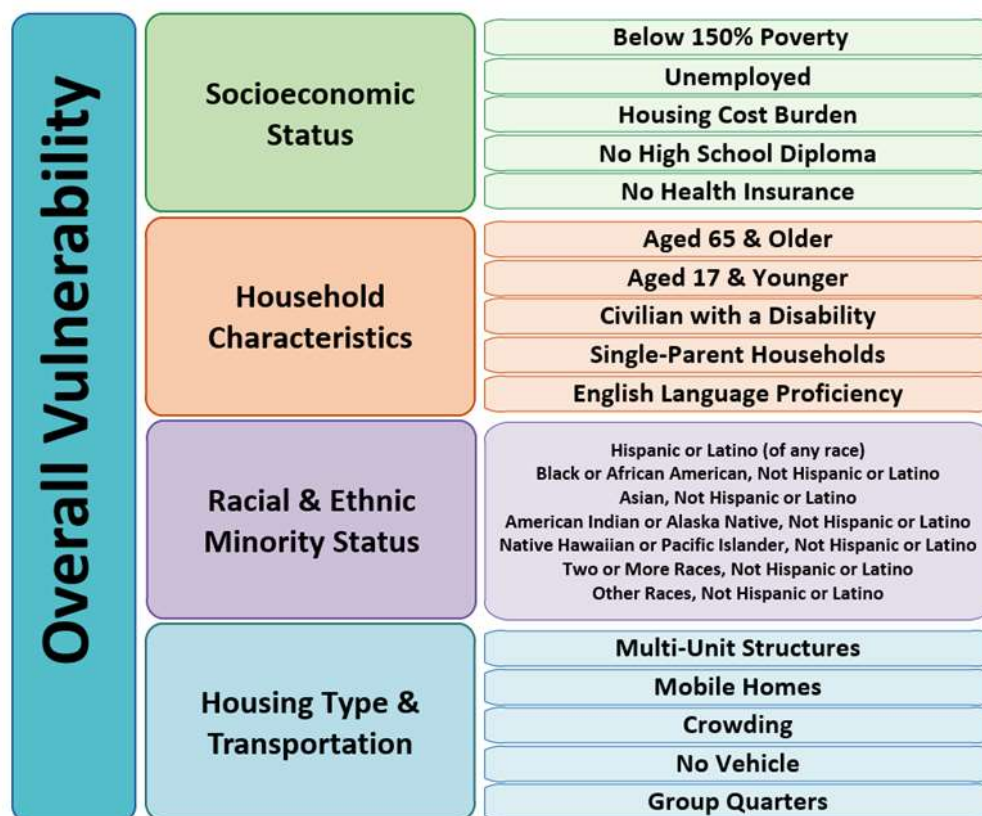 Overall Vulnerability
Socioeconomic
Status
Below 150% Poverty
Unemployed
Housing Cost Burden
No High School Diploma
No Health Insurance
Household
Characteristics
Aged 65 & Older
Aged 17 & Younger
Civilian with a Disability
Single-Parent Households
English Language Proficiency
Racial & Ethnic
Minority Status
Hispanic or Latino (of any race)
Black or African American, Not Hispanic or Latino
Asian, Not Hispanic or Latino
American Indian or Alaska Native, Not Hispanic or Latino
Native Hawaiian or Pacific Islander, Not Hispanic or Latino
Two or More Races, Not Hispanic or Latino
Other Races, Not Hispanic or Latino
Housing Type &
Transportation
Multi-Unit Structures
Mobile Homes
Crowding
No Vehicle
Group Quarters